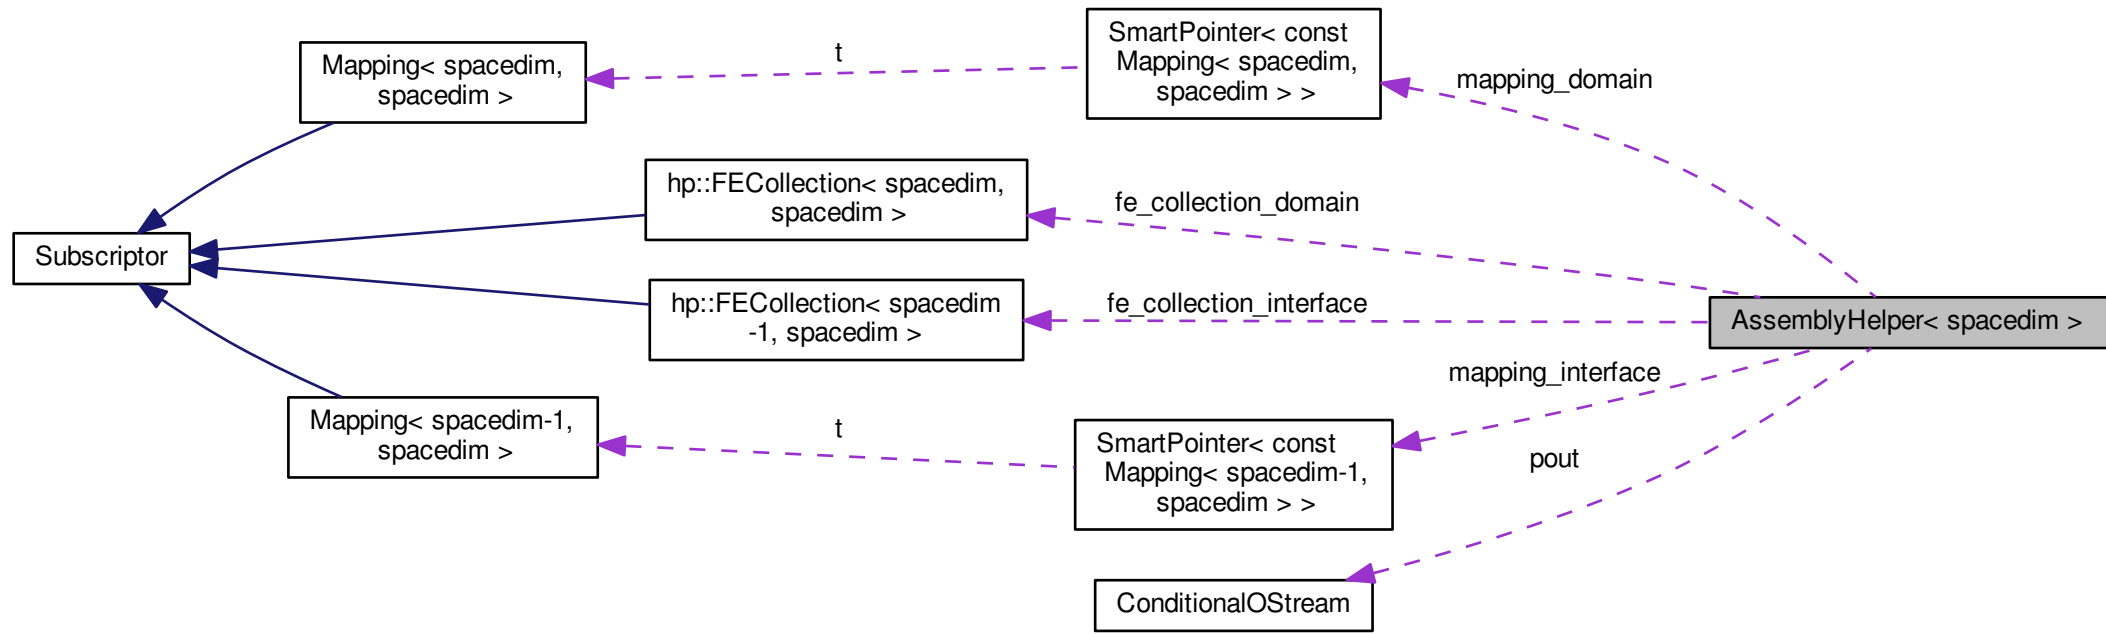 SmartPointer< const
Mapping< spacedim,
spacedim > >
Mapping< spacedim,
spacedim >
t
mapping_domain
hp::FECollection< spacedim,
spacedim >
fe_collection_domain
Subscriptor
hp::FECollection< spacedim
-1, spacedim >
fe_collection_interface
AssemblyHelper< spacedim >
mapping_interface
Mapping< spacedim-1,
spacedim >
t
SmartPointer< const
Mapping< spacedim-1,
spacedim > >
pout
ConditionalOStream